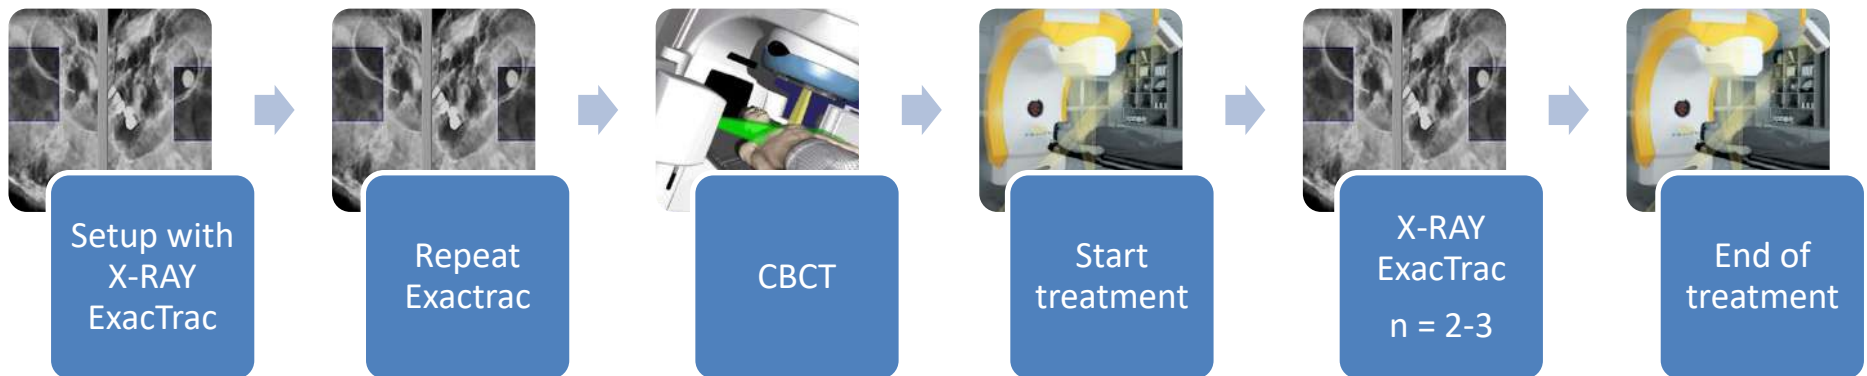 Setup with
X-RAY
ExacTrac
Repeat
Exactrac
CBCT
Start
treatment
X-RAY
ExacTrac
n = 2-3
End of
treatment